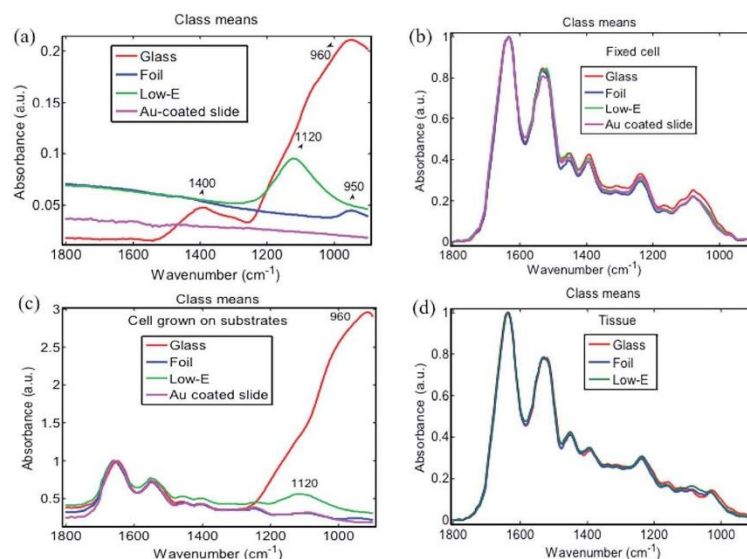 (a)
Class means
Glass
Foil
Low-E
Au-coated slide
960
1120
1400
950
0.2
0.15
0.1
0.05
1800 1600 1400 1200 1000
Absorbance (a.u.)
Wavenumber (cm-1)
(b)
Class means
Fixed cell
Glass
Foil
Low-E
Au coated slide
1
0.8
0.6
0.4
0.2
0
1800 1600 1400 1200 1000
Absorbance (a.u.)
Wavenumber (cm-1)
(c)
Class means
Cell grown on substrates
Glass
Foil
Low-E
Au coated slide
960
1120
3
2.5
2
1.5
1
0.5
1800 1600 1400 1200 1000
Absorbance (a.u.)
Wavenumber (cm-1)
(d)
Class means
Tissue
Glass
Foil
Low-E
1
0.8
0.6
0.4
0.2
0
1800 1600 1400 1200 1000
Absorbance (a.u.)
Wavenumber (cm-1)